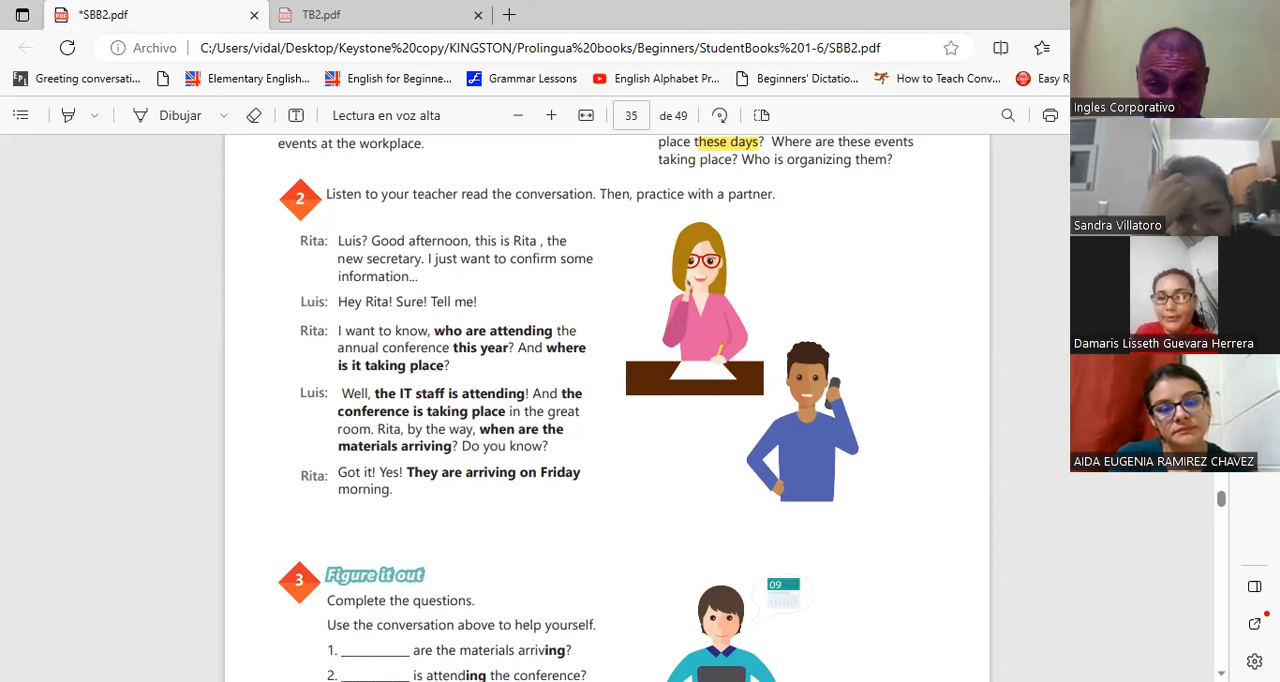 *SBB2.pdf
TB2.pdf
Archivo
C:/Users/vidal/Desktop/Keystone%20copy/KINGSTON/Prolingua%20books/Beginners/StudentBooks%201-6/SBB2.pdf
Greeting conversati...
Elementary English...
English for Beginne...
Grammar Lessons
English Alphabet Pr...
Beginners' Dictatio...
How to Teach Conv...
Easy R
Dibujar
Lectura en voz alta
35
de 49
events at the workplace.
place these days? Where are these events
taking place? Who is organizing them?
2
Listen to your teacher read the conversation. Then, practice with a partner.
Rita: Luis? Good afternoon, this is Rita , the
new secretary. I just want to confirm some
information...
Luis: Hey Rita! Sure! Tell me!
Rita: I want to know, who are attending the
annual conference this year? And where
is it taking place?
Luis: Well, the IT staff is attending! And the
conference is taking place in the great
room. Rita, by the way, when are the
materials arriving? Do you know?
Rita: Got it! Yes! They are arriving on Friday
morning.
3
Figure it out
09
Complete the questions.
Use the conversation above to help yourself.
1. ___________ are the materials arriving?
2. ___________ is attending the conference?
Ingles Corporativo
Sandra Villatoro
Damaris Lisseth Guevara Herrera
AIDA EUGENIA RAMIREZ CHAVEZ